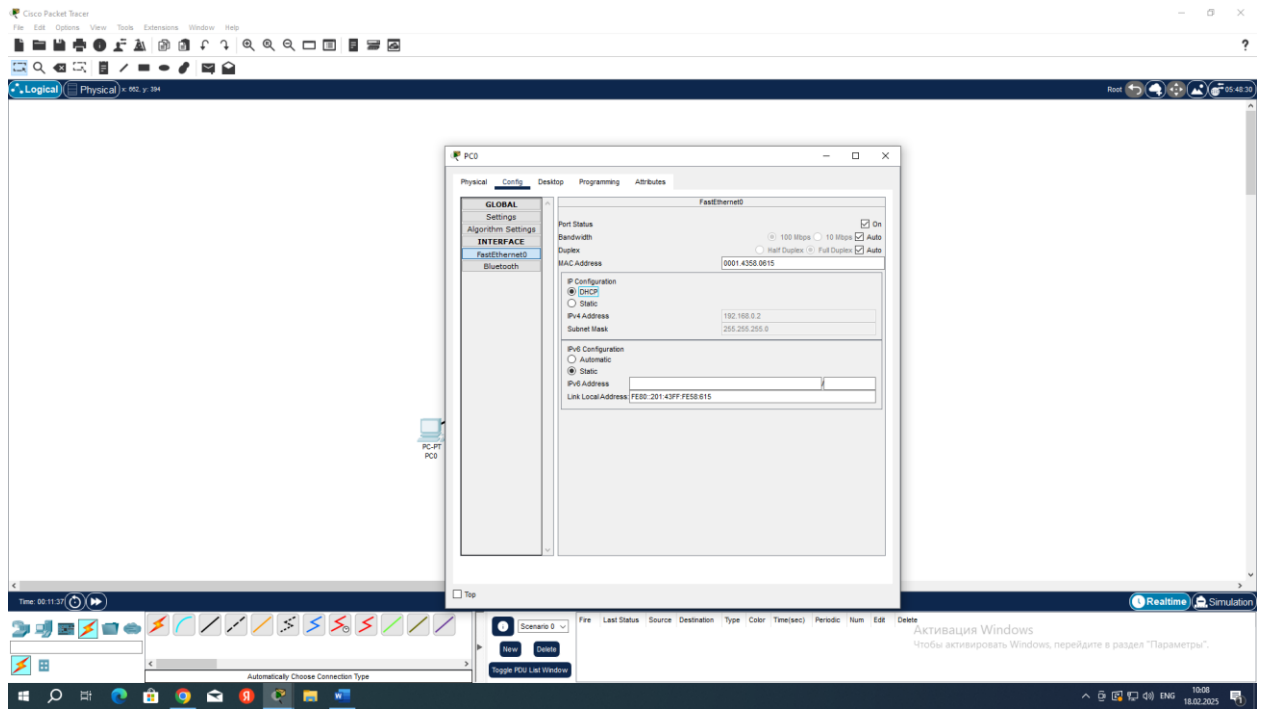 Cisco Packet Tracer
File Edit Options View Tools Extensions Window Help
?
Logical Physical x: 662, y: 394 Root 05:48:30
PC0
Physical Config Desktop Programming Attributes
GLOBAL
Settings
Algorithm Settings
INTERFACE
FastEthernet0
Bluetooth
FastEthernet0
Port Status On
Bandwidth 100 Mbps 10 Mbps Auto
Duplex Half Duplex Full Duplex Auto
MAC Address 0001.4358.0615
IP Configuration
DHCP
Static
IPv4 Address 192.168.0.2
Subnet Mask 255.255.255.0
IPv6 Configuration
Automatic
Static
IPv6 Address /
Link Local Address: FE80::201:43FF:FE58:615
PC-PT
PC0
Top
Time: 00:11:37 Realtime Simulation
Scenario 0
New Delete
Toggle PDU List Window
Fire Last Status Source Destination Type Color Time(sec) Periodic Num Edit Delete
Активация Windows
Чтобы активировать Windows, перейдите в раздел "Параметры".
Automatically Choose Connection Type
Я
W
ENG
10:08
18.02.2025